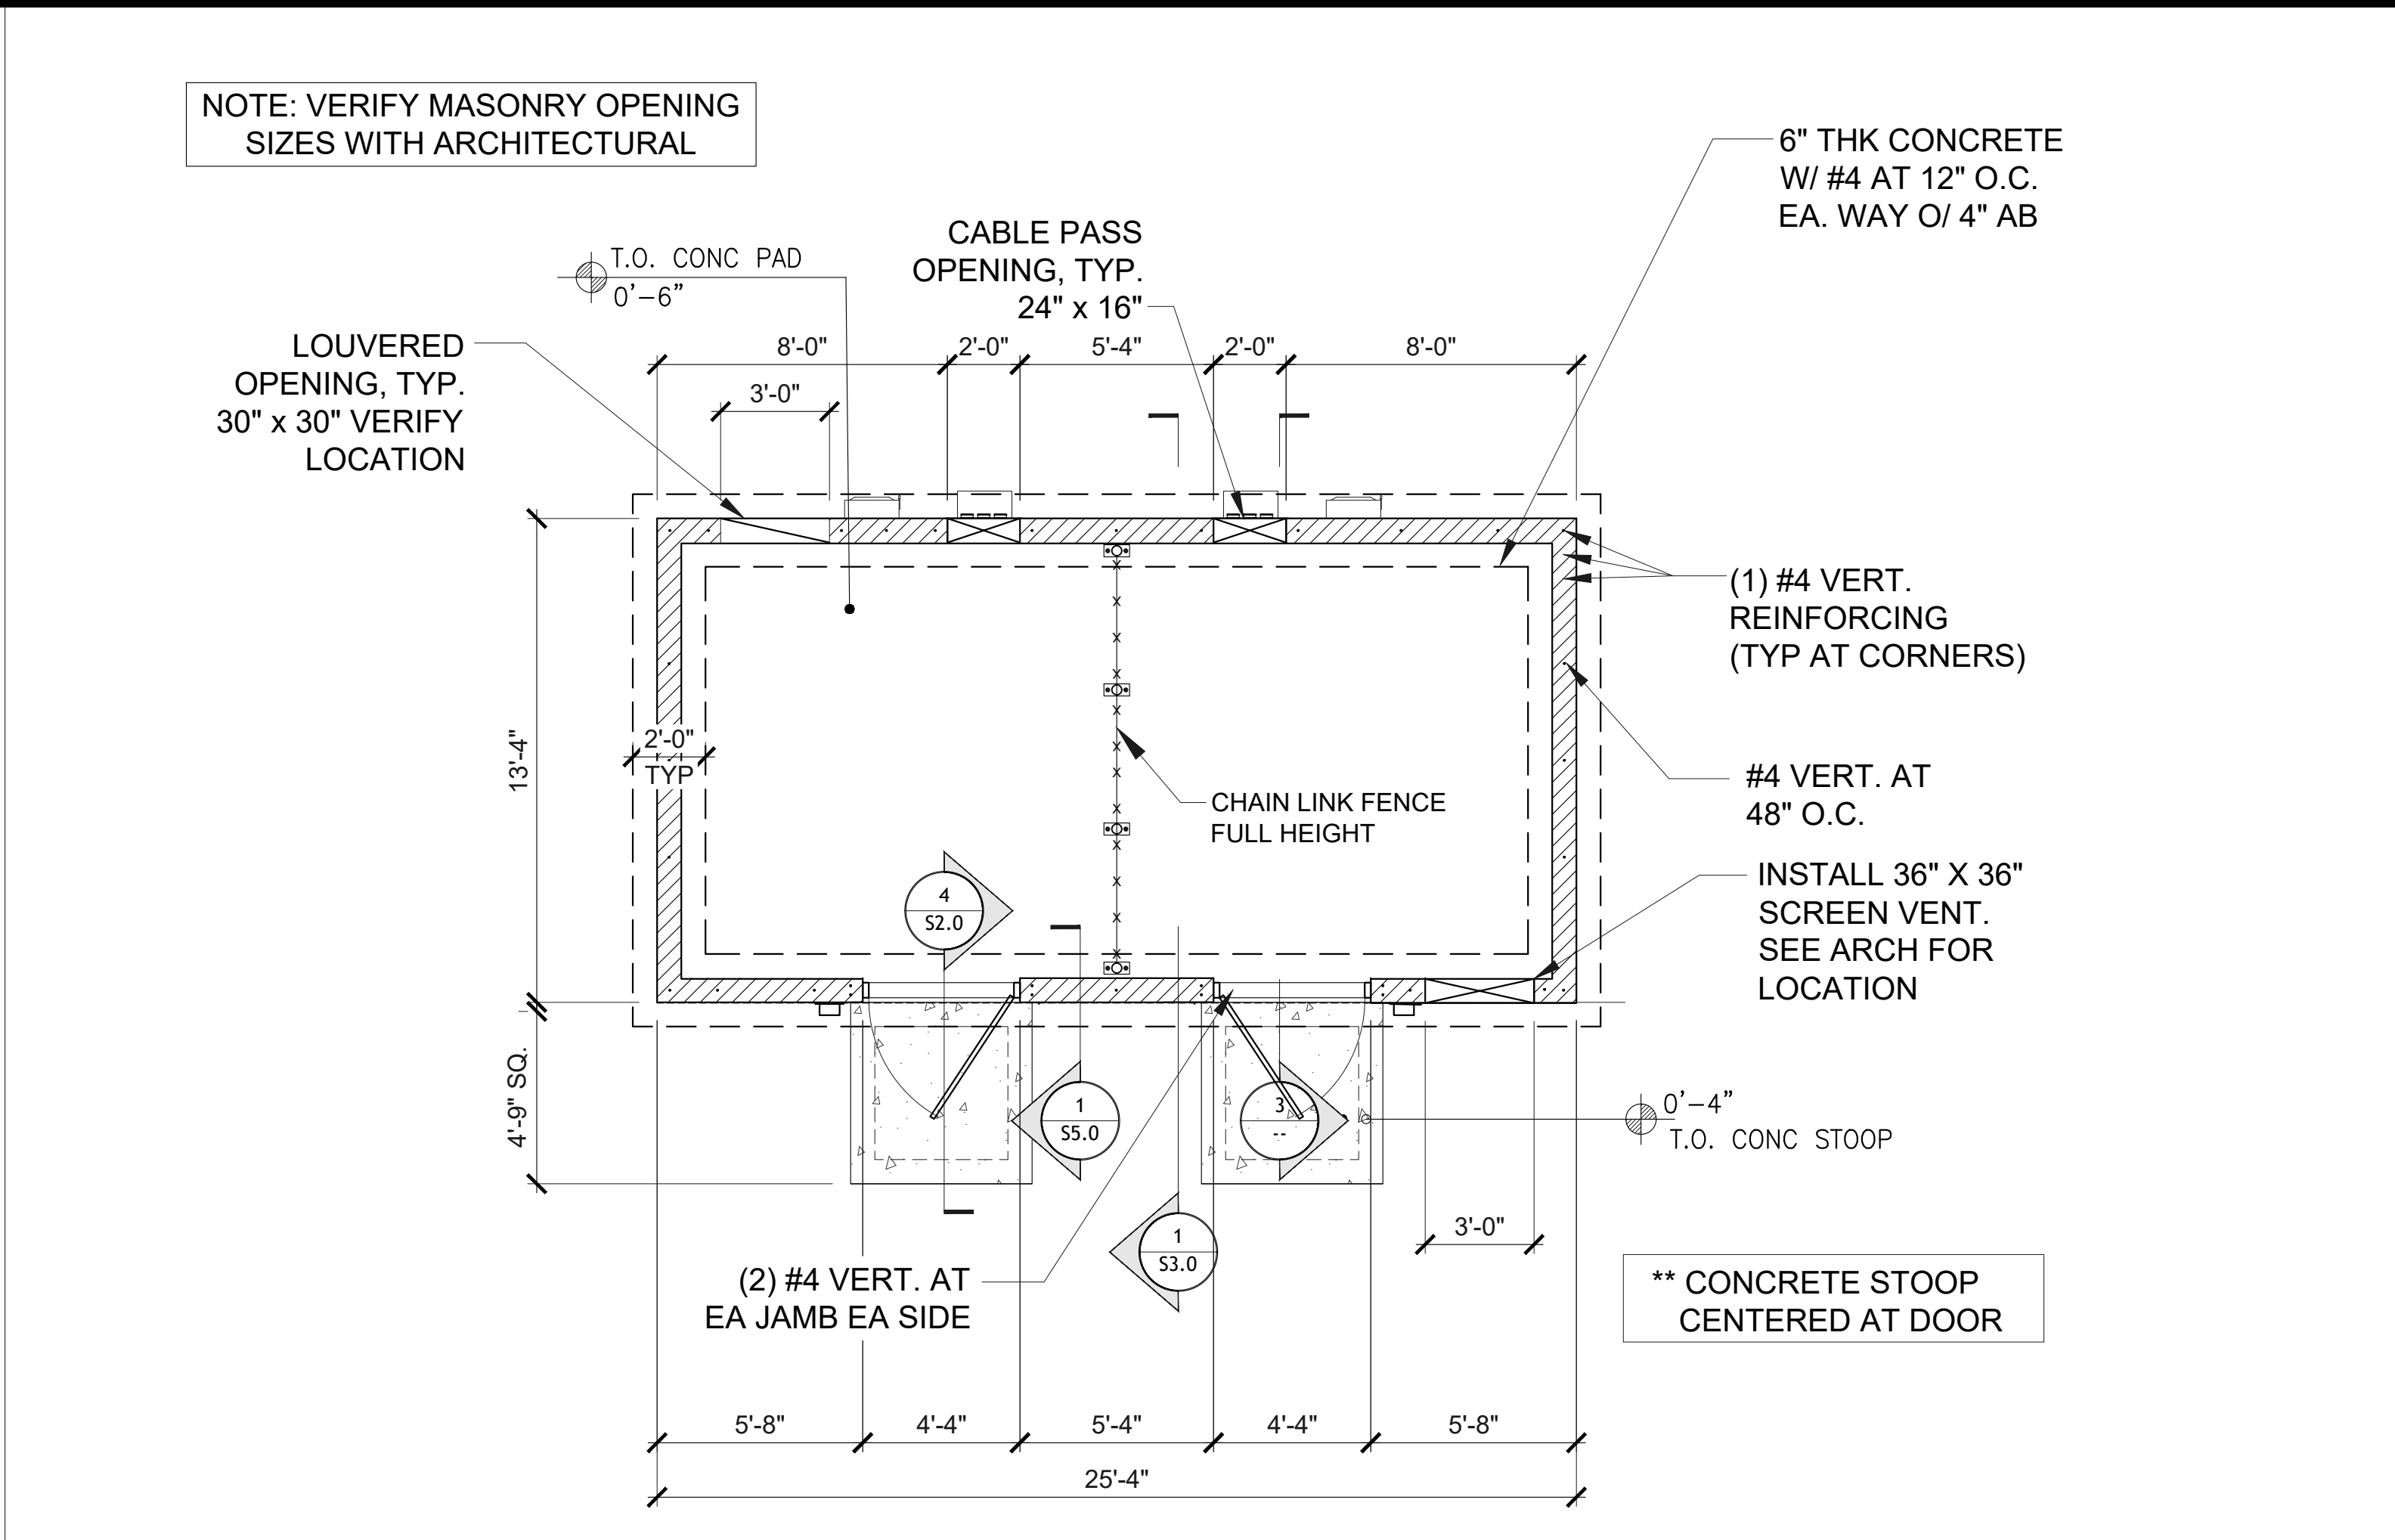 NOTE: VERIFY MASONRY OPENING
SIZES WITH ARCHITECTURAL
6" THK CONCRETE
W/ #4 AT 12" O.C.
EA. WAY O/ 4" AB
CABLE PASS
OPENING, TYP.
24" x 16"
T.O. CONC PAD
0'-6"
LOUVERED
OPENING, TYP.
30" x 30" VERIFY
LOCATION
8'-0"
2'-0"
5'-4"
2'-0"
8'-0"
3'-0"
(1) #4 VERT.
REINFORCING
(TYP AT CORNERS)
13'-4"
2'-0"
TYP
#4 VERT. AT
48" O.C.
CHAIN LINK FENCE
FULL HEIGHT
INSTALL 36" X 36"
SCREEN VENT.
SEE ARCH FOR
LOCATION
4
S2.0
4'-9" SQ.
1
S5.0
3
--
0'-4"
T.O. CONC STOOP
1
S3.0
3'-0"
(2) #4 VERT. AT
EA JAMB EA SIDE
** CONCRETE STOOP
CENTERED AT DOOR
5'-8"
4'-4"
5'-4"
4'-4"
5'-8"
25'-4"